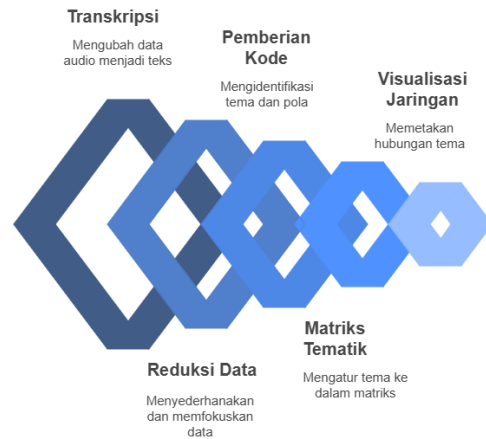 Transkripsi
Mengubah data
audio menjadi teks
Pemberian
Kode
Mengidentifikasi
tema dan pola
Visualisasi
Jaringan
Memetakan
hubungan tema
Reduksi Data
Menyederhanakan
dan memfokuskan
data
Matriks
Tematik
Mengatur tema ke
dalam matriks